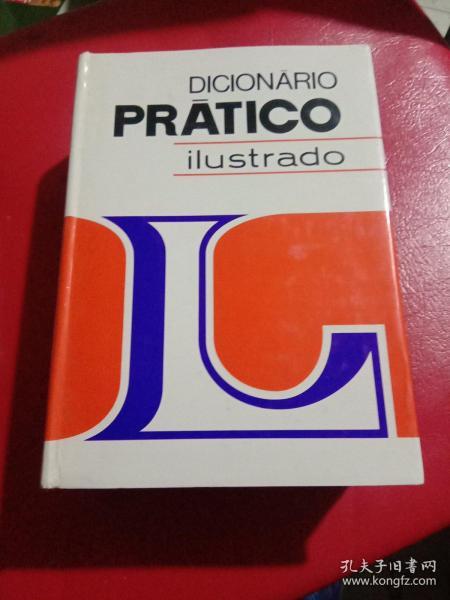 DICIONÁRIO
PRÁTICO
ilustrado
L
孔夫子旧书网
www.kongfz.com